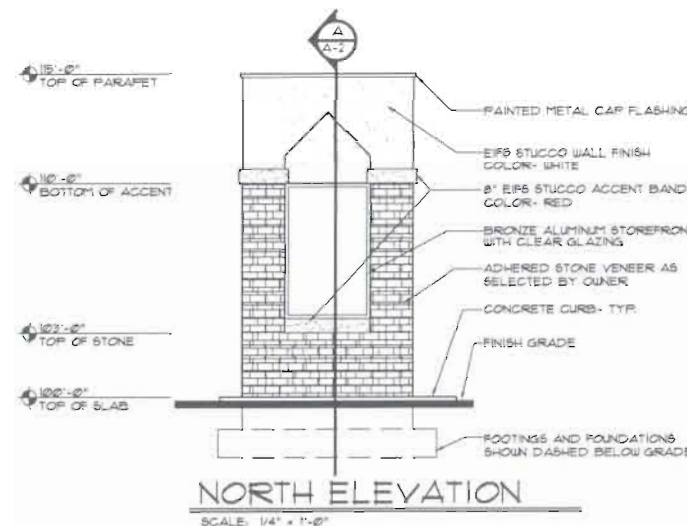 A
A-2
115'-0"
TOP OF PARAPET
110'-0"
BOTTOM OF ACCENT
103'-0"
TOP OF STONE
100'-0"
TOP OF SLAB
PAINTED METAL CAP FLASHING
EIFS STUCCO WALL FINISH
COLOR- WHITE
8" EIFS STUCCO ACCENT BAND
COLOR- RED
BRONZE ALUMINUM STOREFRON
WITH CLEAR GLAZING
ADHERED STONE VENEER AS
SELECTED BY OWNER
CONCRETE CURB- TYP.
FINISH GRADE
FOOTINGS AND FOUNDATIONS
SHOWN DASHED BELOW GRADE
NORTH ELEVATION
SCALE: 1/4" = 1'-0"